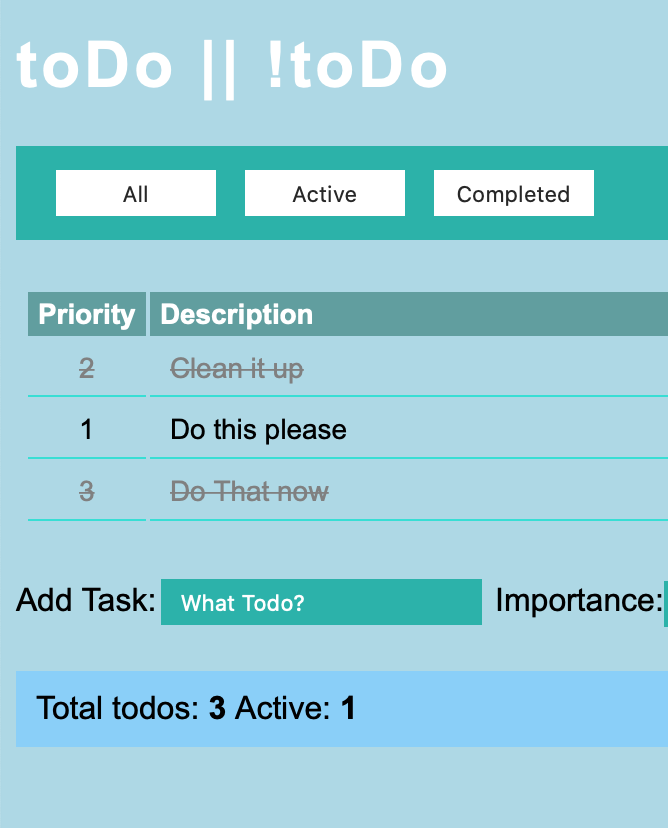 toDo || !toDo
All Active Completed
Priority Description
2 Clean it up
1 Do this please
3 Do That now
Add Task: What Todo? Importance:
Total todos: 3 Active: 1